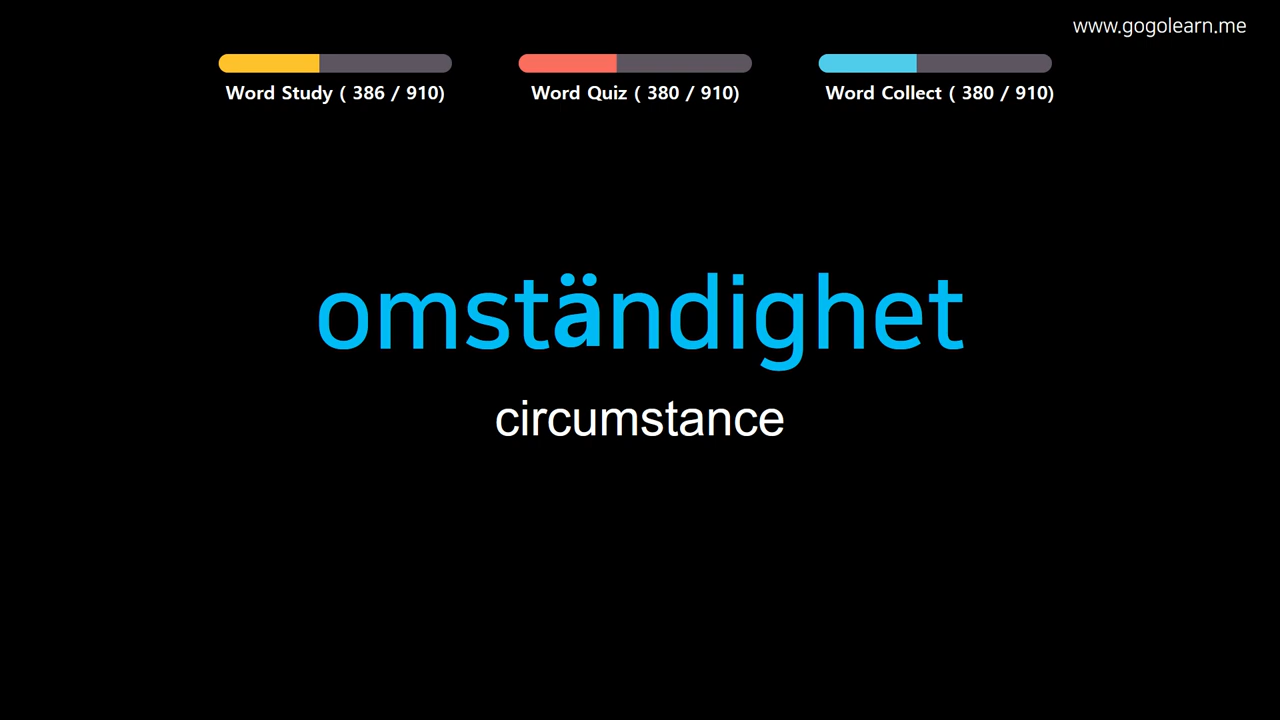 www.gogolearn.me
Word Study ( 386 / 910)
Word Quiz ( 380 / 910)
Word Collect ( 380 / 910)
omständighet
circumstance